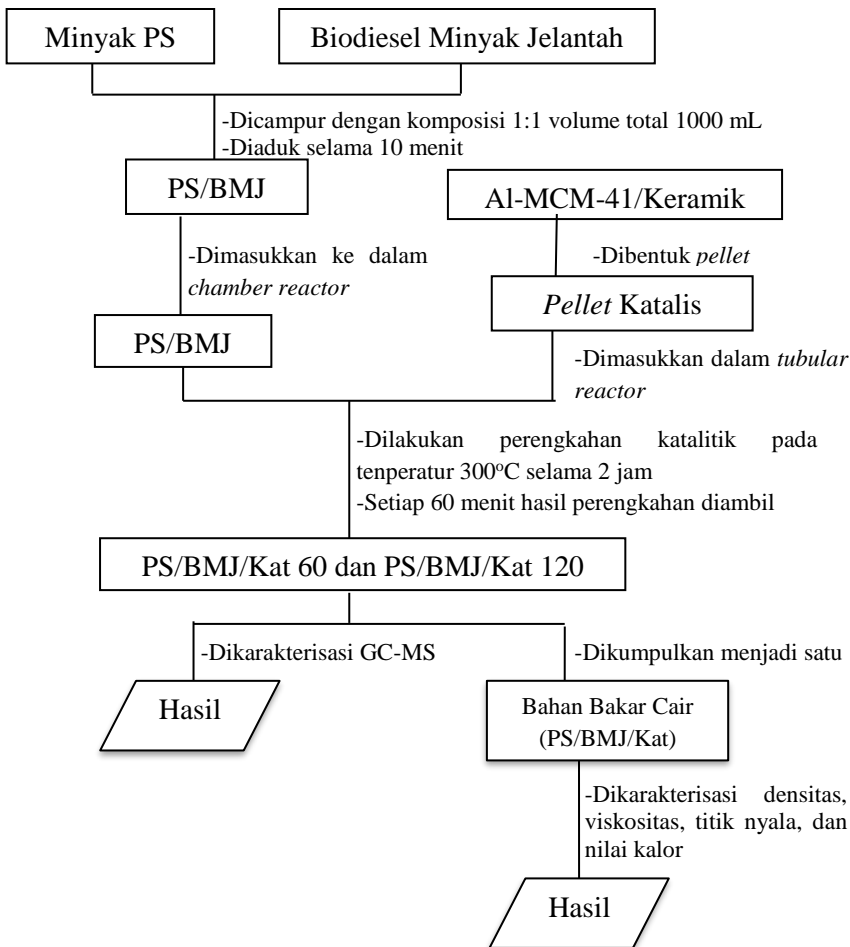 Minyak PS
Biodiesel Minyak Jelantah
-Dicampur dengan komposisi 1:1 volume total 1000 mL
-Diaduk selama 10 menit
PS/BMJ
Al-MCM-41/Keramik
-Dimasukkan ke dalam
chamber reactor
-Dibentuk pellet
Pellet Katalis
PS/BMJ
-Dimasukkan dalam tubular
reactor
-Dilakukan perengkahan katalitik pada
tenperatur 300°C selama 2 jam
-Setiap 60 menit hasil perengkahan diambil
PS/BMJ/Kat 60 dan PS/BMJ/Kat 120
-Dikarakterisasi GC-MS
-Dikumpulkan menjadi satu
Hasil
Bahan Bakar Cair
(PS/BMJ/Kat)
-Dikarakterisasi densitas,
viskositas, titik nyala, dan
nilai kalor
Hasil